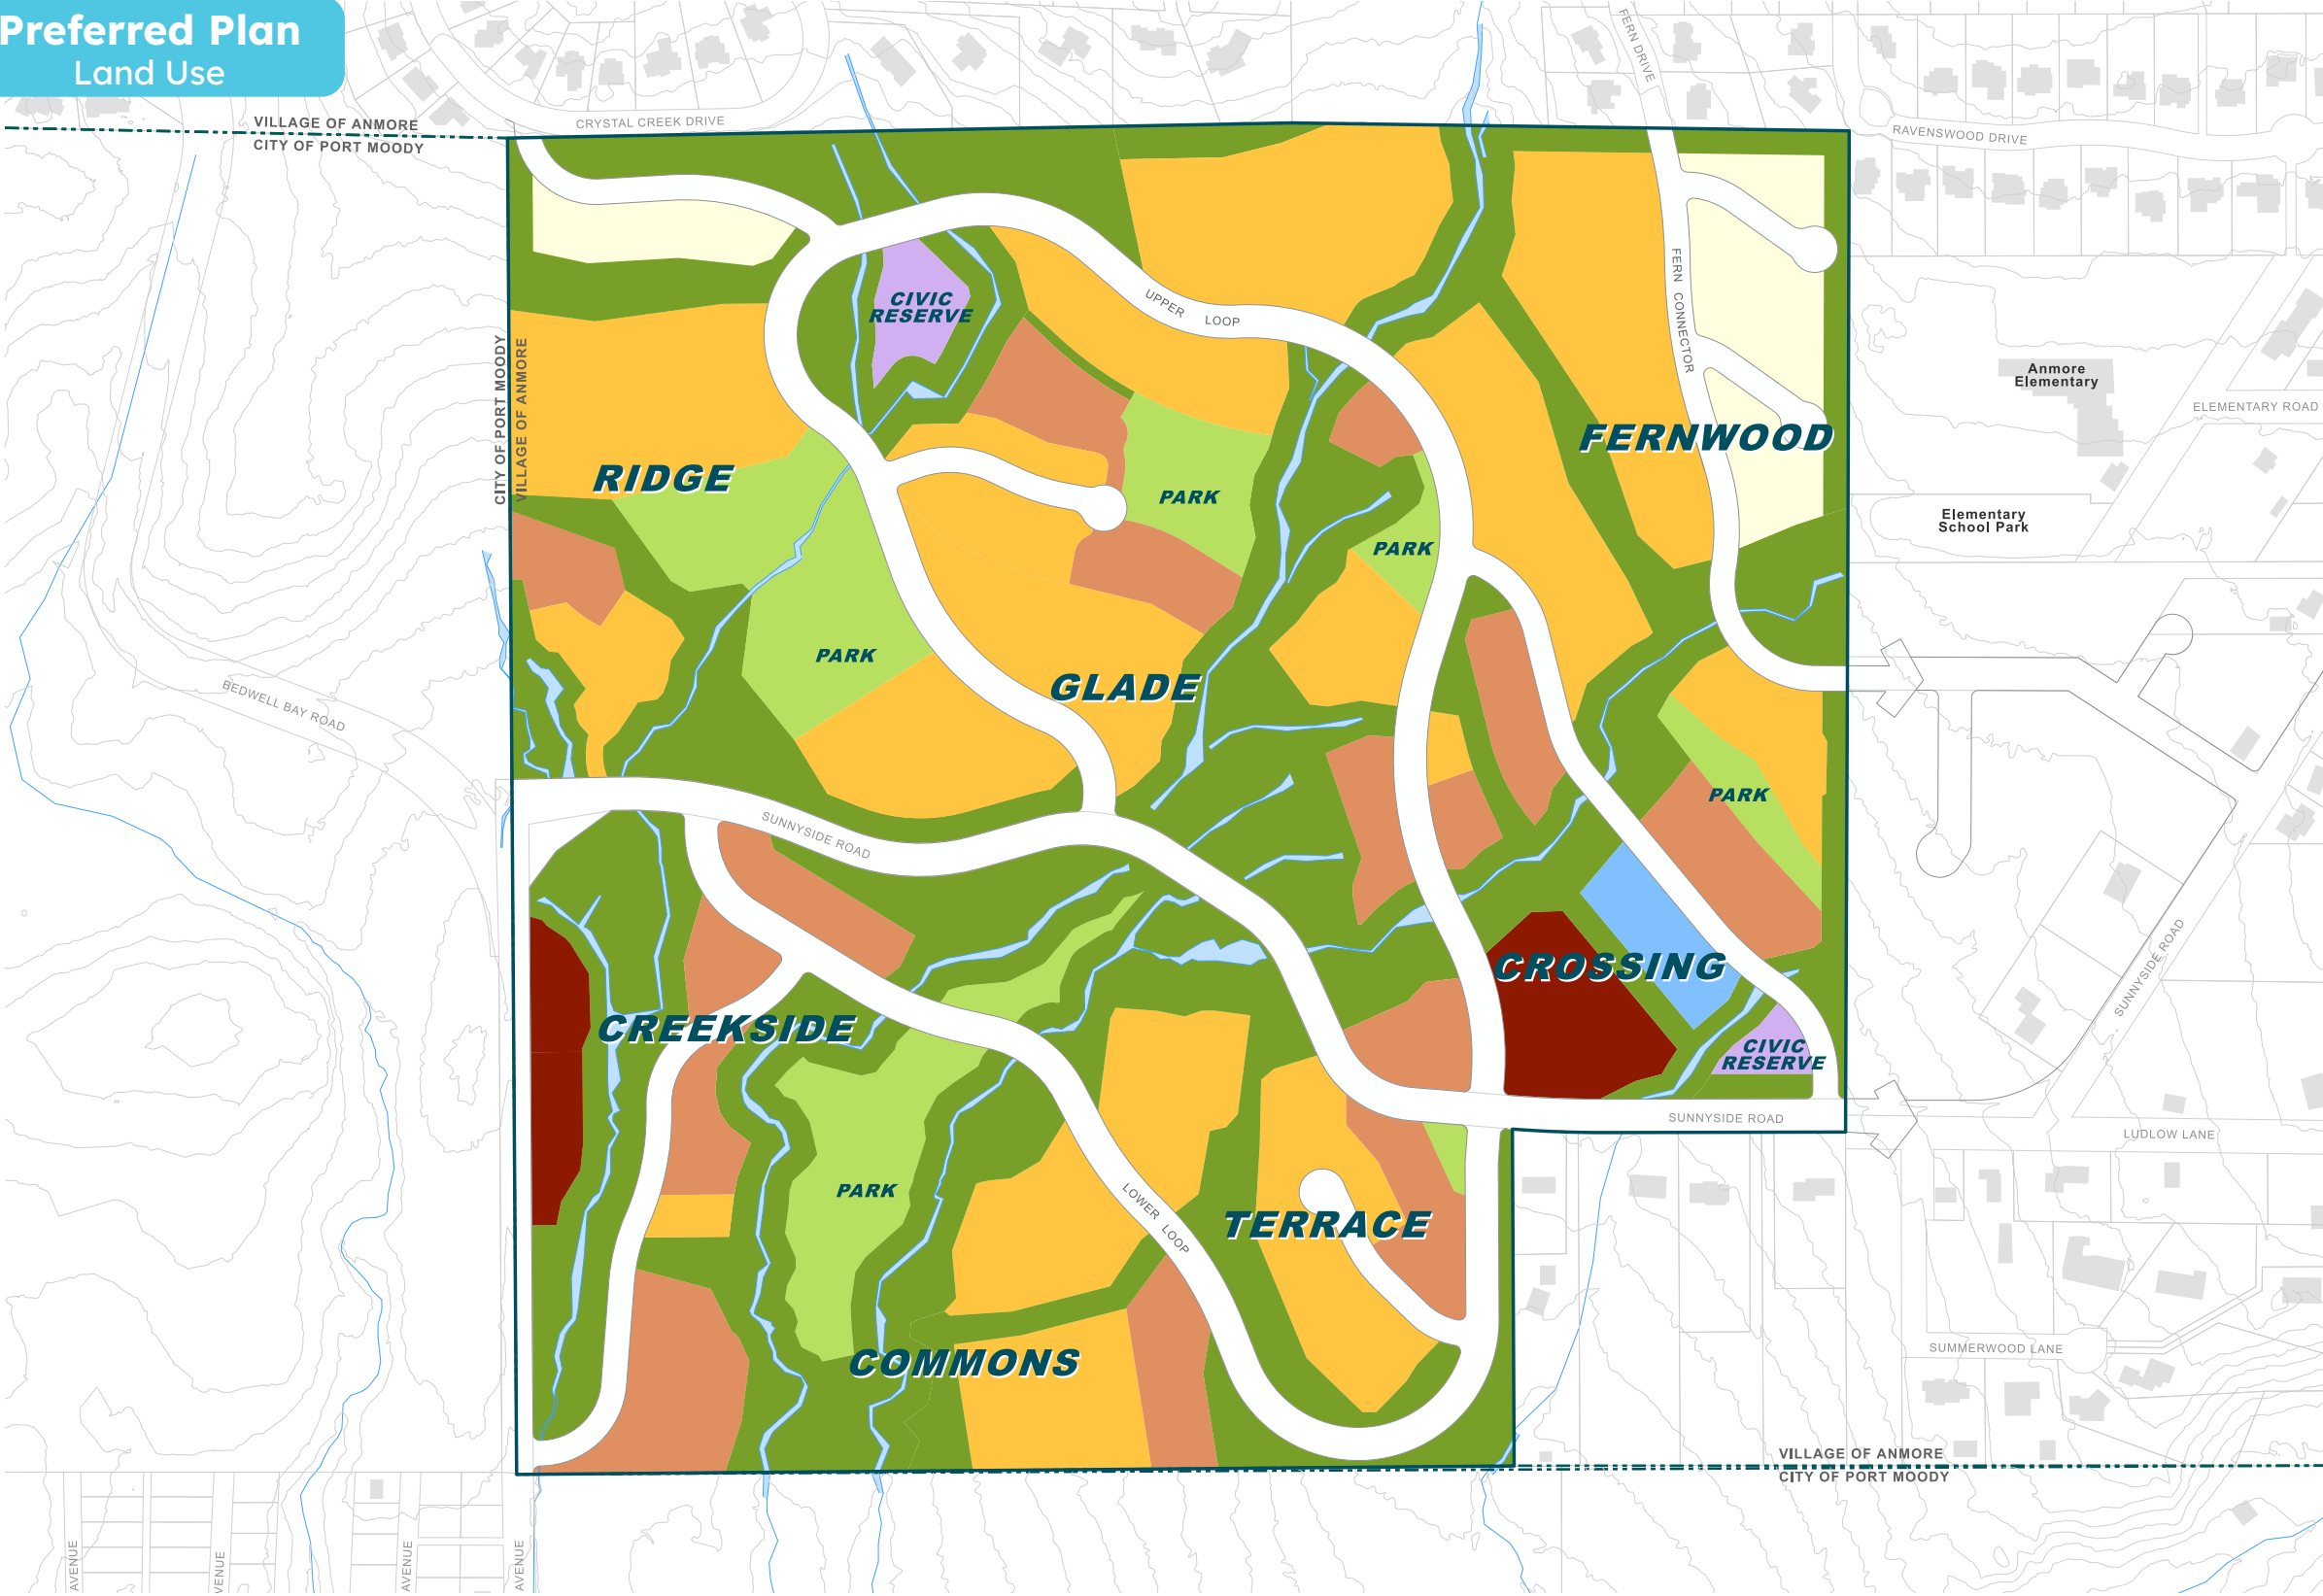 Preferred Plan
Land Use
VILLAGE OF ANMORE
CITY OF PORT MOODY
CRYSTAL CREEK DRIVE
FERN DRIVE
RAVENSWOOD DRIVE
CIVIC
RESERVE
UPPER LOOP
FERN CONNECTOR
Anmore
Elementary
ELEMENTARY ROAD
CITY OF PORT MOODY
VILLAGE OF ANMORE
FERNWOOD
RIDGE
PARK
Elementary
School Park
PARK
PARK
GLADE
BEDWELL BAY ROAD
PARK
SUNNYSIDE ROAD
CROSSING
SUNNYSIDE ROAD
CREEKSIDE
CIVIC
RESERVE
SUNNYSIDE ROAD
LUDLOW LANE
PARK
LOWER LOOP
TERRACE
SUMMERWOOD LANE
COMMONS
VILLAGE OF ANMORE
CITY OF PORT MOODY
AVENUE
AVENUE
AVENUE
AVENUE